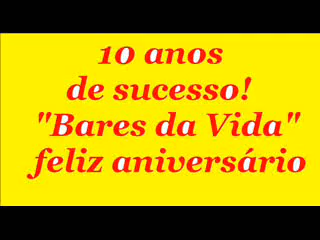 10 anos
de sucesso!
"Bares da Vida"
feliz aniversário